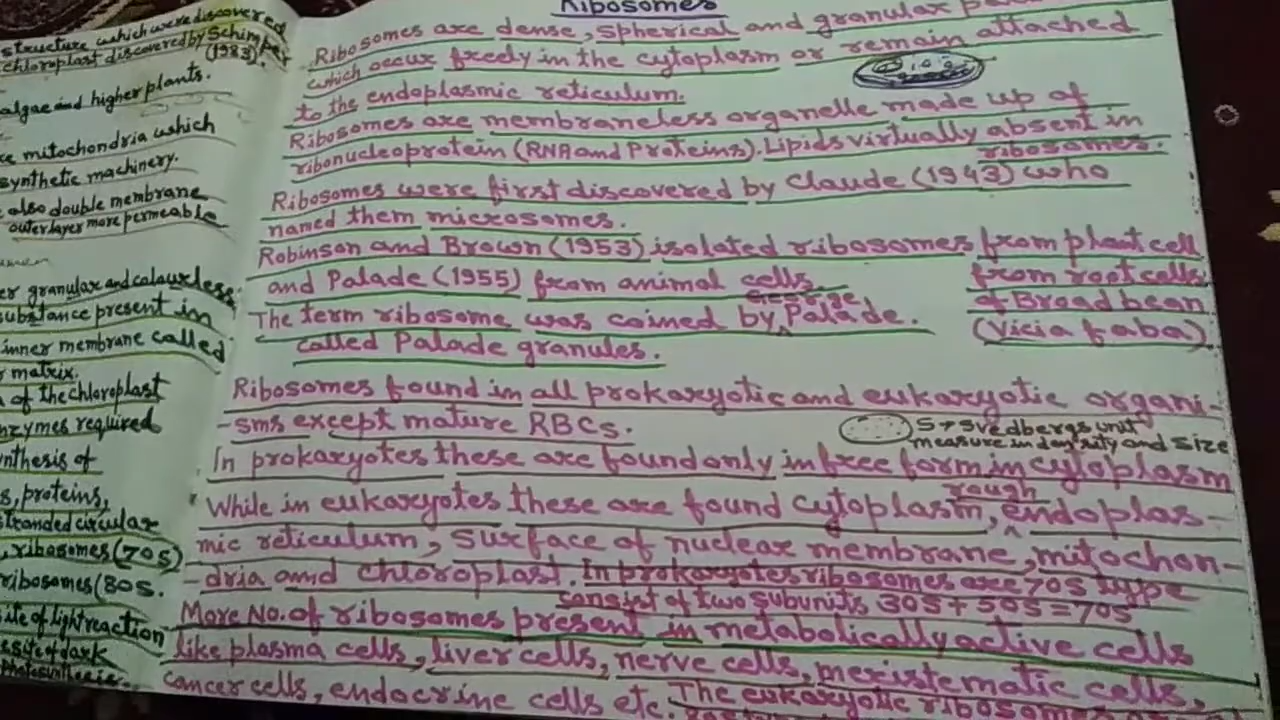 structure which were discovered
chloroplast discovered by Schimper
(1983).
algae and higher plants.
mitochondria which
synthetic machinery.
also double membrane
outer layer more permeable
granular and colourless
substance present in
inner membrane called
matrix.
of the chloroplast
enzymes required
synthesis of
proteins,
stranded circular
ribosomes (70S)
ribosomes (80S.
site of light reaction
site of dark
Ribosomes
Ribosomes are dense, spherical and granular
which occur freely in the cytoplasm or remain attached
to the endoplasmic reticulum.
Ribosomes are membraneless organelle made up of
ribonucleoprotein (RNA and Proteins). Lipids virtually absent in
ribosomes.
Ribosomes were first discovered by Claude (1943) who
named them microsomes.
Robinson and Brown (1953) isolated ribosomes from plant cell
and Palade (1955) from animal cells.
from root cells
of Broad bean
(Vicia faba)
The term ribosome was coined by George Palade.
called Palade granules.
Ribosomes found in all prokaryotic and eukaryotic organi-
-sms except mature RBCs.
S → Svedbergs unit
measure in density and size
In prokaryotes these are found only in free form in cytoplasm
While in eukaryotes these are found cytoplasm, rough endoplas-
mic reticulum, surface of nuclear membrane, mitochon-
-dria and chloroplast. In prokaryotes ribosomes are 70S type
consist of two subunits 30S + 50S = 70S
More No. of ribosomes present in metabolically active cells
like plasma cells, liver cells, nerve cells, meristematic cells,
cancer cells, endocrine cells etc. The eukaryotic ribosomes